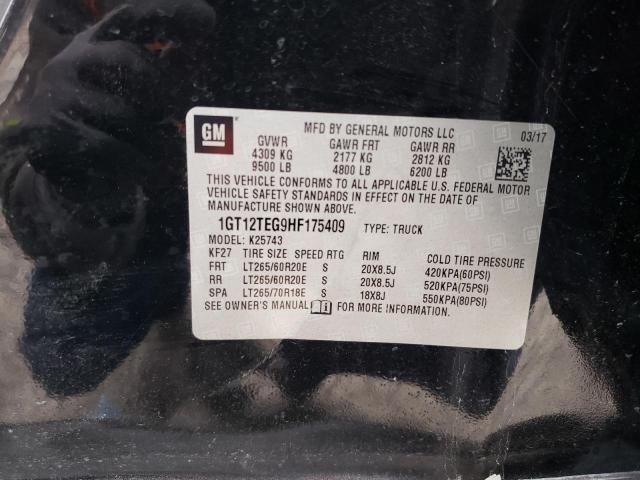 GM
MFD BY GENERAL MOTORS LLC
03/17
GVWR GAWR FRT GAWR RR
4309 KG 2177 KG 2812 KG
9500 LB 4800 LB 6200 LB
THIS VEHICLE CONFORMS TO ALL APPLICABLE U.S. FEDERAL MOTOR
VEHICLE SAFETY STANDARDS IN EFFECT ON THE DATE OF
MANUFACTURE SHOWN ABOVE.
1GT12TEG9HF175409 TYPE: TRUCK
MODEL: K25743
KF27 TIRE SIZE SPEED RTG RIM COLD TIRE PRESSURE
FRT LT265/60R20E S 20X8.5J 420KPA(60PSI)
RR LT265/60R20E S 20X8.5J 520KPA(75PSI)
SPA LT265/70R18E S 18X8J 550KPA(80PSI)
SEE OWNER'S MANUAL FOR MORE INFORMATION.